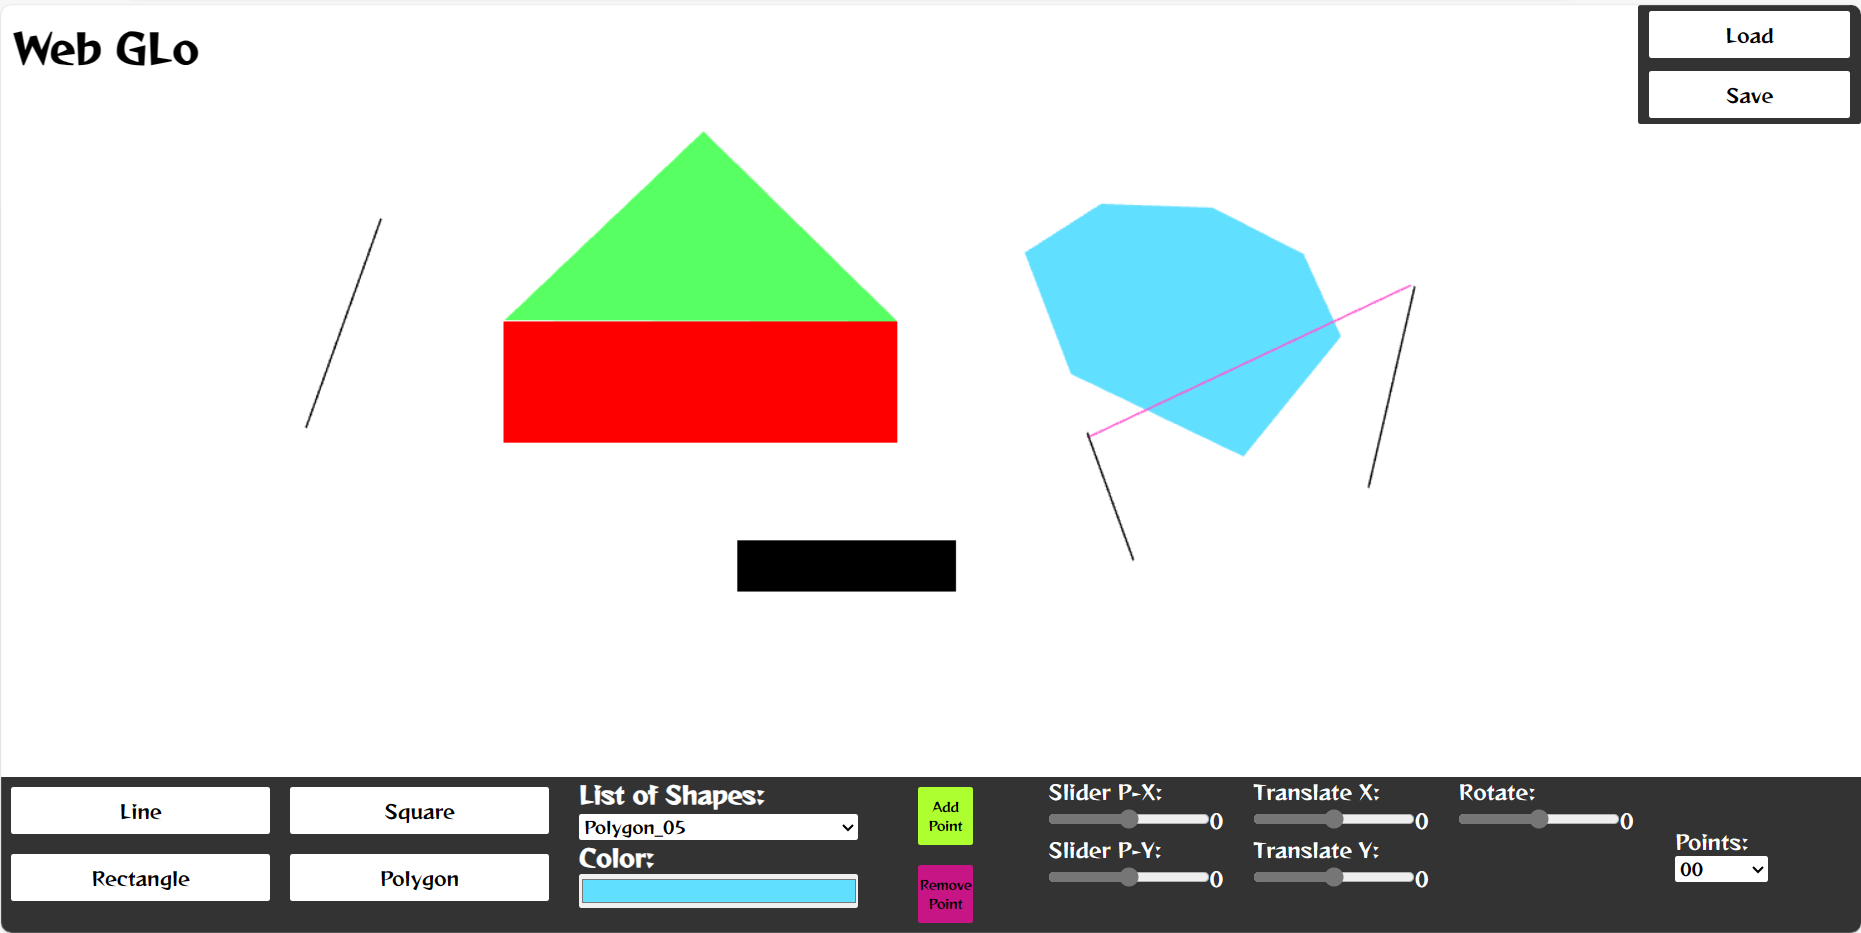 Web GLo
Load
Save
Line
Square
Rectangle
Polygon
List of Shapes:
Polygon_05
Color:
Add
Point
Remove
Point
Slider P-X:
0
Translate X:
0
Rotate:
0
Slider P-Y:
0
Translate Y:
0
Points:
00